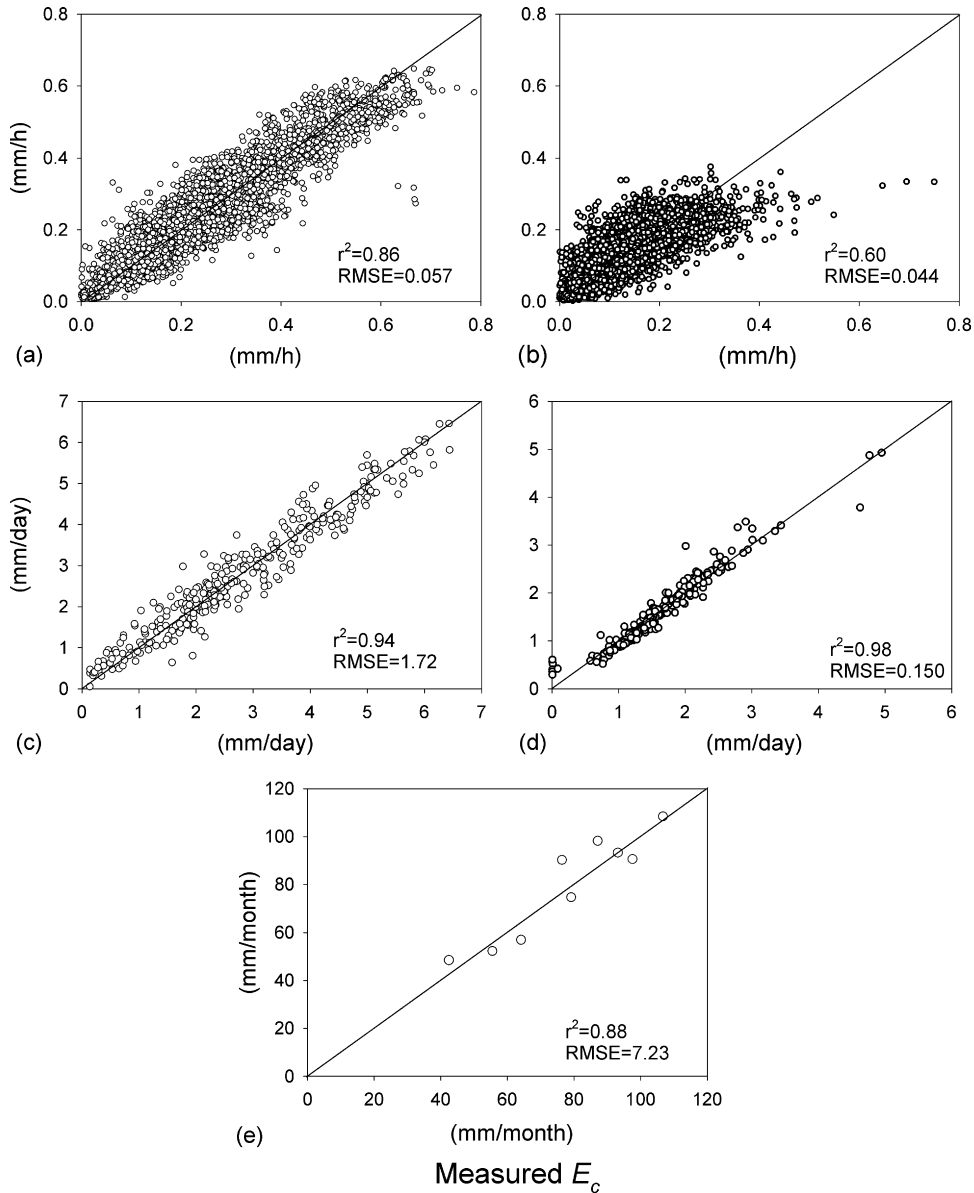 0.8
0.6
0.4
0.2
0.0
(mm/h)
r²=0.86
RMSE=0.057
0.0 0.2 0.4 0.6 0.8
(a) (mm/h)
0.8
0.6
0.4
0.2
0.0
r²=0.60
RMSE=0.044
0.0 0.2 0.4 0.6 0.8
(b) (mm/h)
7
6
5
4
3
2
1
0
(mm/day)
r²=0.94
RMSE=1.72
0 1 2 3 4 5 6 7
(c) (mm/day)
6
5
4
3
2
1
0
r²=0.98
RMSE=0.150
0 1 2 3 4 5 6
(d) (mm/day)
120
100
80
60
40
20
0
(mm/month)
r²=0.88
RMSE=7.23
0 20 40 60 80 100 120
(e) (mm/month)
Measured Ec